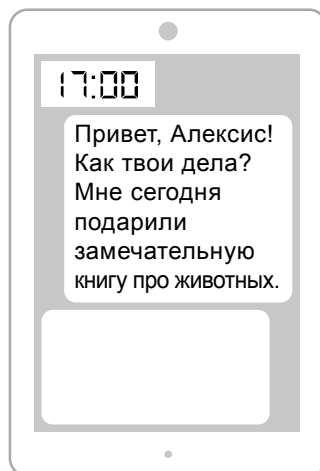 17:00
Привет, Алексис!
Как твои дела?
Мне сегодня
подарили
замечательную
книгу про животных.